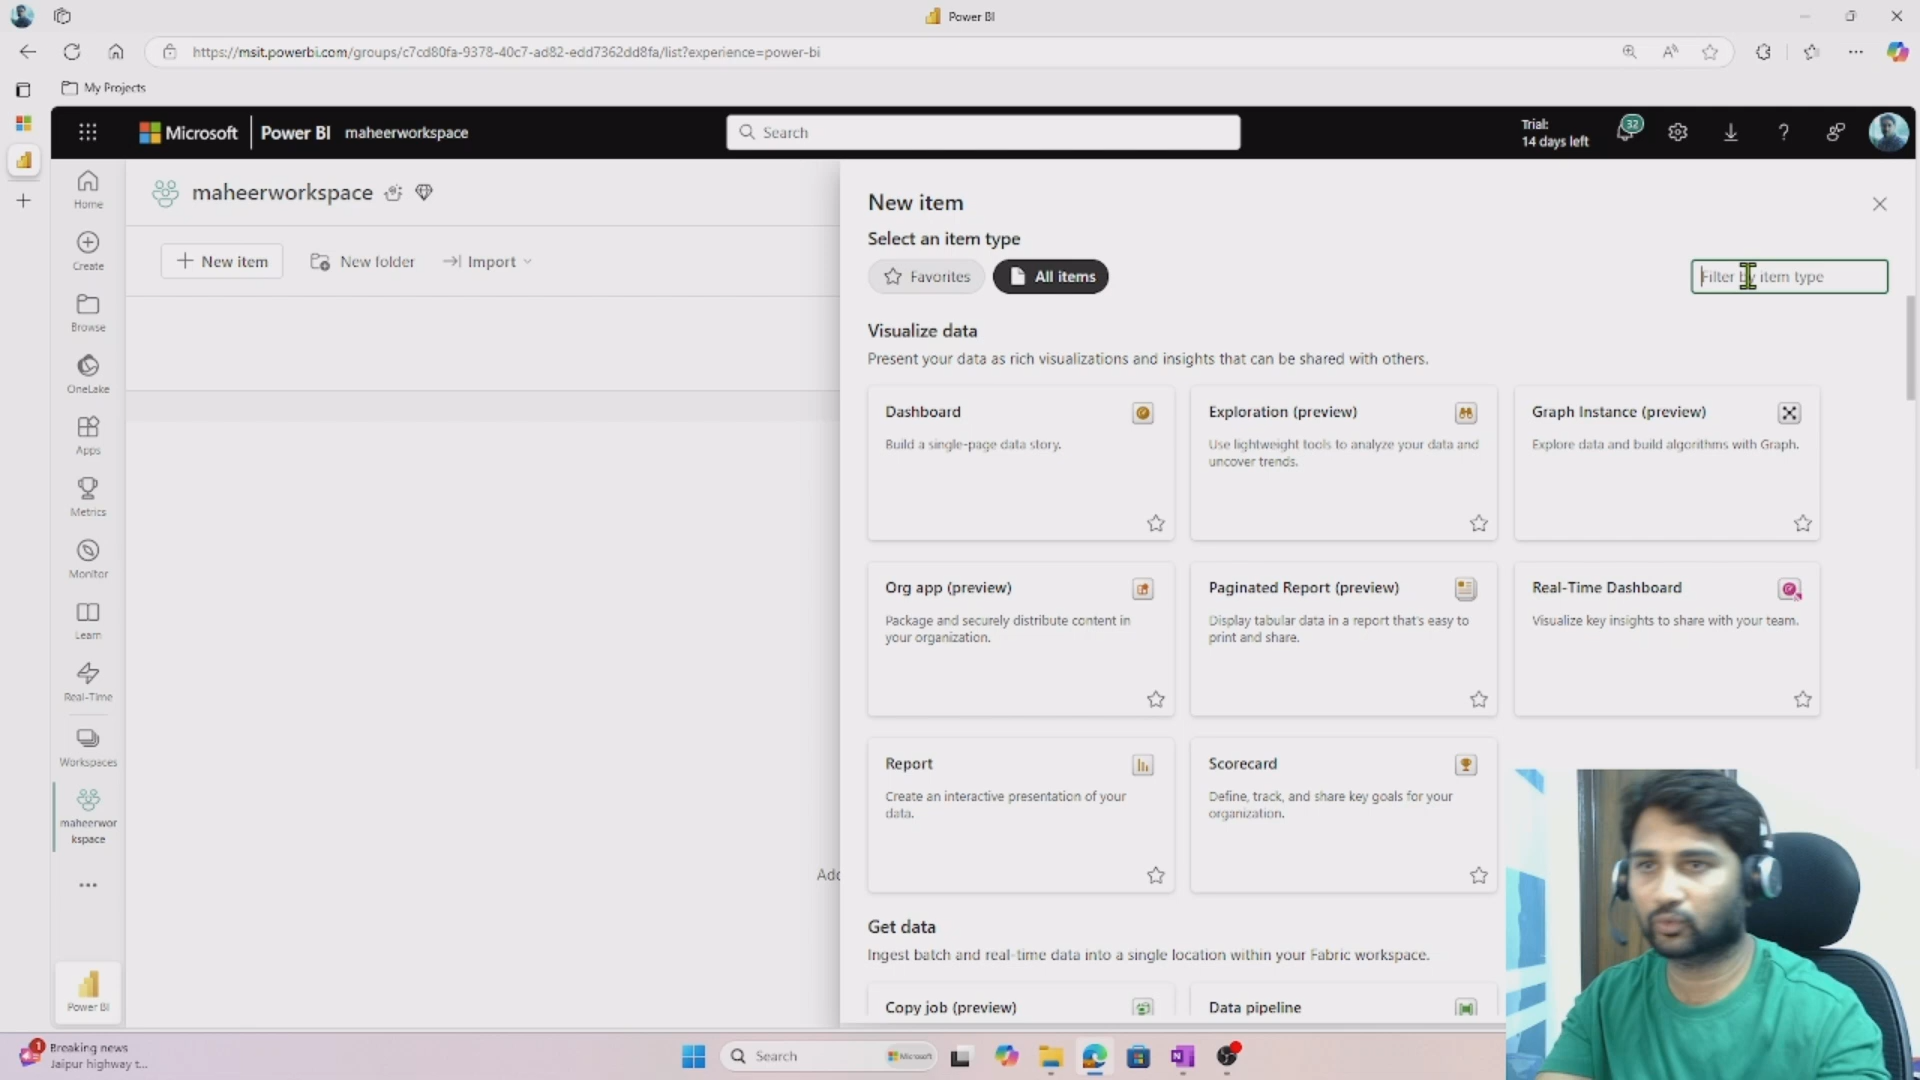 Power BI
https://msit.powerbi.com/groups/c7cd80fa-9378-40c7-ad82-edd7362dd8fa/list?experience=power-bi
My Projects
Microsoft Power BI maheerworkspace
Search
Trial:
14 days left
32
Home
Create
Browse
OneLake
Apps
Metrics
Monitor
Learn
Real-Time
Workspaces
maheerwor
kspace
Power BI
maheerworkspace
New item
New folder
Import
Add
New item
Select an item type
Favorites
All items
Filter by item type
Visualize data
Present your data as rich visualizations and insights that can be shared with others.
Dashboard
Build a single-page data story.
Exploration (preview)
Use lightweight tools to analyze your data and
uncover trends.
Graph Instance (preview)
Explore data and build algorithms with Graph.
Org app (preview)
Package and securely distribute content in
your organization.
Paginated Report (preview)
Display tabular data in a report that's easy to
print and share.
Real-Time Dashboard
Visualize key insights to share with your team.
Report
Create an interactive presentation of your
data.
Scorecard
Define, track, and share key goals for your
organization.
Get data
Ingest batch and real-time data into a single location within your Fabric workspace.
Copy job (preview)
Data pipeline
1
Breaking news
Jaipur highway t...
Search
Microsoft